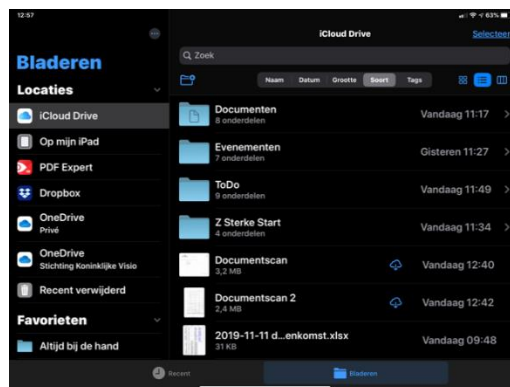 12:57
63%
iCloud Drive
Selecteer
Zoek
Bladeren
Naam Datum Grootte Soort Tags
Locaties
iCloud Drive
Op mijn iPad
PDF Expert
Dropbox
OneDrive
Privé
OneDrive
Stichting Koninklijke Visio
Recent verwijderd
Favorieten
Altijd bij de hand
Documenten
8 onderdelen
Vandaag 11:17
Evenementen
7 onderdelen
Gisteren 11:27
ToDo
9 onderdelen
Vandaag 11:49
Z Sterke Start
4 onderdelen
Vandaag 11:34
Documentscan
3,2 MB
Vandaag 12:40
Documentscan 2
2,4 MB
Vandaag 12:42
2019-11-11 d...enkomst.xlsx
31 KB
Vandaag 09:48
Recent
Bladeren